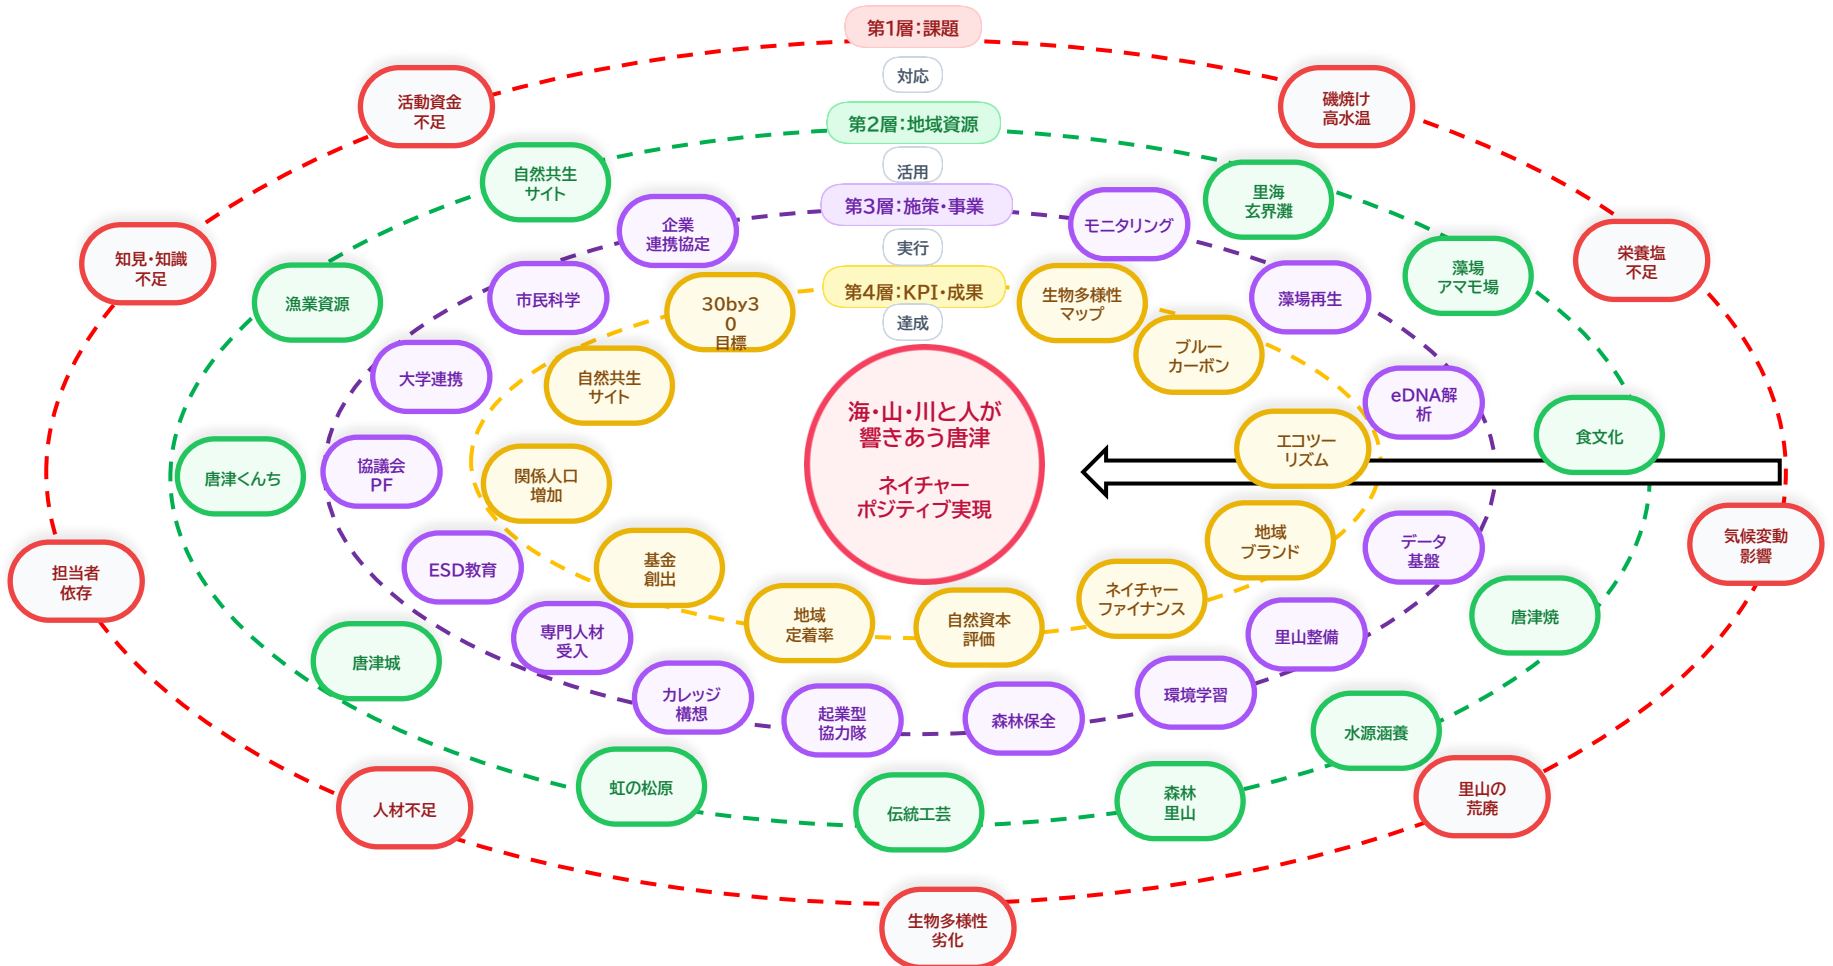 第1層：課題
対応
第2層：地域資源
活用
第3層：施策・事業
実行
第4層：KPI・成果
達成
海・山・川と人が
響きあう唐津
ネイチャー
ポジティブ実現
活動資金
不足
磯焼け
高水温
知見・知識
不足
栄養塩
不足
担当者
依存
気候変動
影響
人材不足
里山の
荒廃
生物多様性
劣化
自然共生
サイト
里海
玄界灘
漁業資源
藻場
アマモ場
唐津くんち
食文化
唐津城
唐津焼
虹の松原
水源涵養
伝統工芸
森林
里山
企業
連携協定
モニタリング
市民科学
藻場再生
大学連携
eDNA解
析
協議会
PF
データ
基盤
ESD教育
里山整備
専門人材
受入
環境学習
カレッジ
構想
起業型
協力隊
森林保全
30by3
0
目標
生物多様性
マップ
自然共生
サイト
ブルー
カーボン
関係人口
増加
エコツー
リズム
基金
創出
地域
ブランド
地域
定着率
自然資本
評価
ネイチャー
ファイナンス